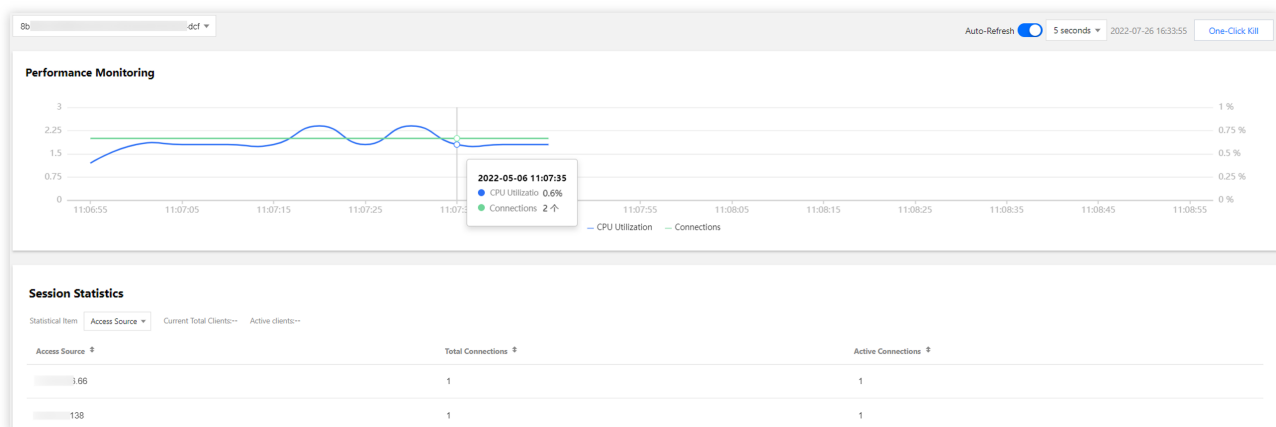 8b dcf
Auto-Refresh 5 seconds 2022-07-26 16:33:55 One-Click Kill
Performance Monitoring
3 1 %
2.25 0.75 %
1.5 0.5 %
0.75 0.25 %
0 0 %
11:06:55 11:07:05 11:07:15 11:07:25 11:07:3 11:07:55 11:08:05 11:08:15 11:08:25 11:08:35 11:08:45 11:08:55
2022-05-06 11:07:35
CPU Utilizatio 0.6%
Connections 2 个
CPU Utilization Connections
Session Statistics
Statistical Item Access Source Current Total Clients:-- Active clients:--
Access Source Total Connections Active Connections
.66 1 1
138 1 1